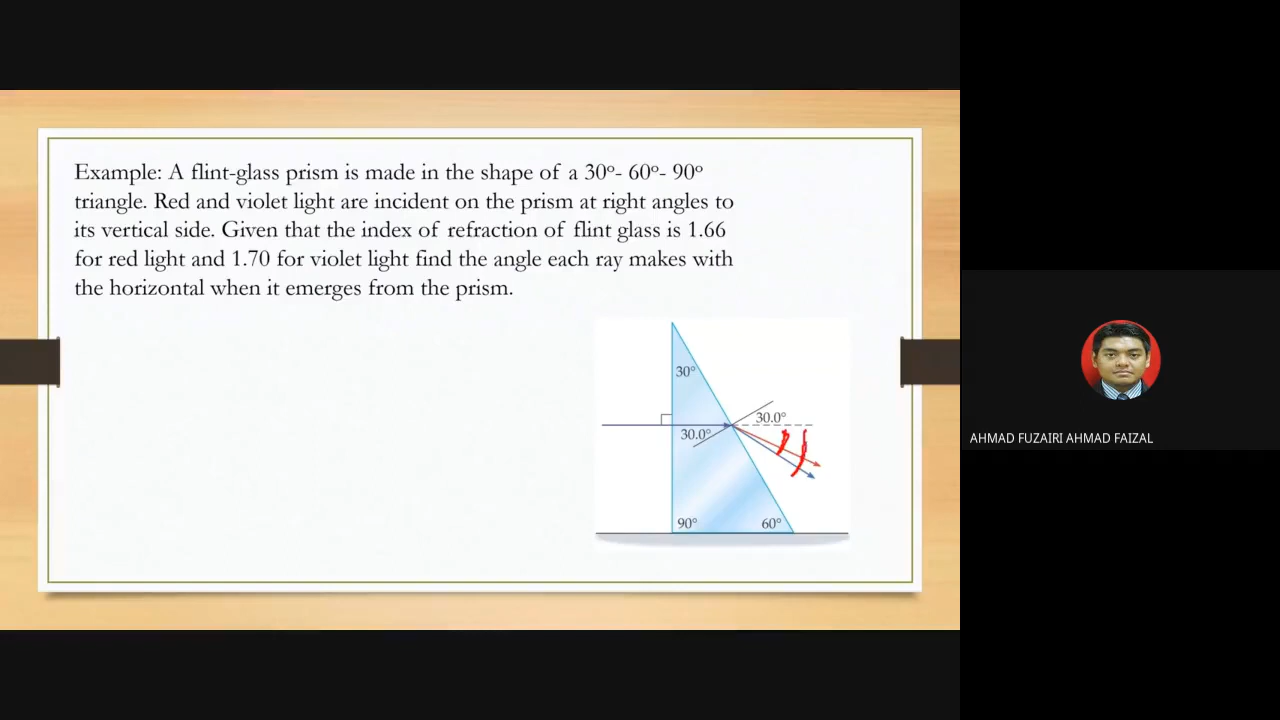 Example: A flint-glass prism is made in the shape of a 30º- 60º- 90º
triangle. Red and violet light are incident on the prism at right angles to
its vertical side. Given that the index of refraction of flint glass is 1.66
for red light and 1.70 for violet light find the angle each ray makes with
the horizontal when it emerges from the prism.
30°
30.0°
30.0°
90°
60°
AHMAD FUZAIRI AHMAD FAIZAL